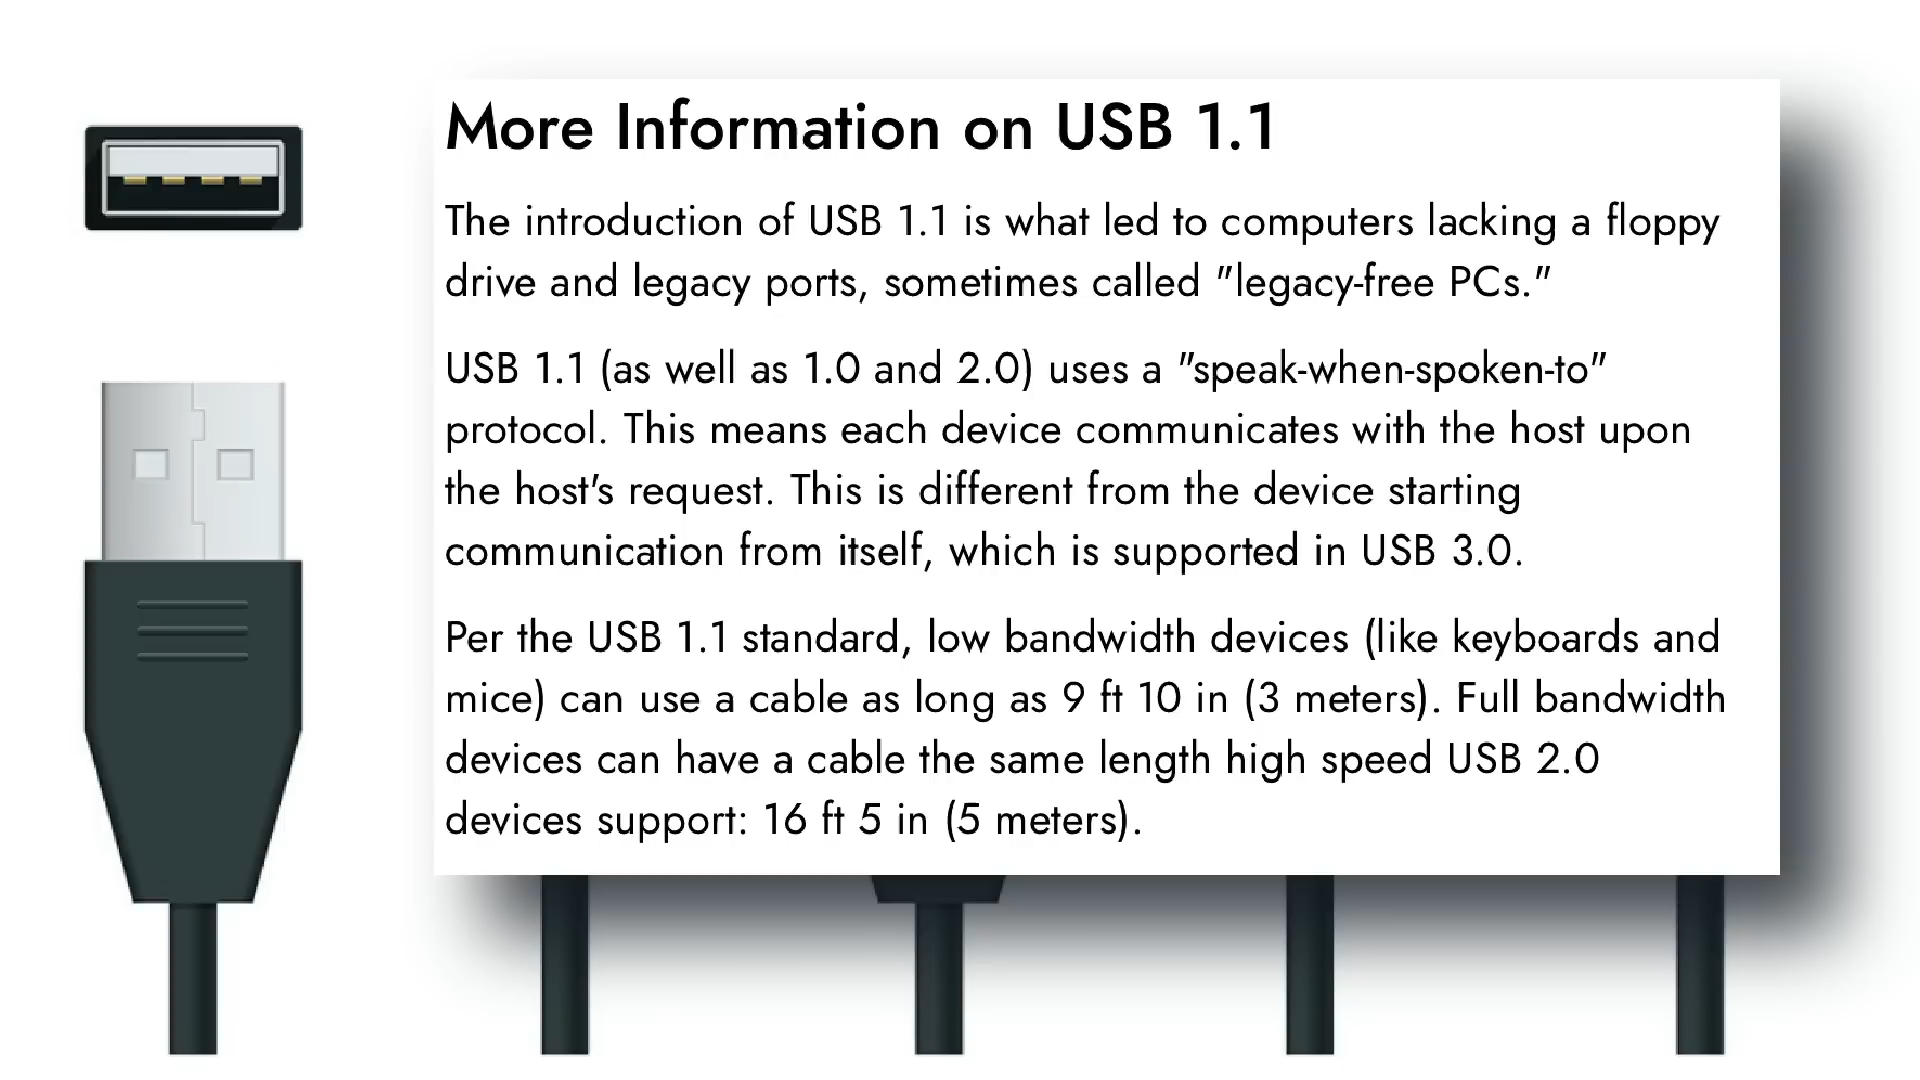 More Information on USB 1.1
The introduction of USB 1.1 is what led to computers lacking a floppy
drive and legacy ports, sometimes called "legacy-free PCs."
USB 1.1 (as well as 1.0 and 2.0) uses a "speak-when-spoken-to"
protocol. This means each device communicates with the host upon
the host's request. This is different from the device starting
communication from itself, which is supported in USB 3.0.
Per the USB 1.1 standard, low bandwidth devices (like keyboards and
mice) can use a cable as long as 9 ft 10 in (3 meters). Full bandwidth
devices can have a cable the same length high speed USB 2.0
devices support: 16 ft 5 in (5 meters).